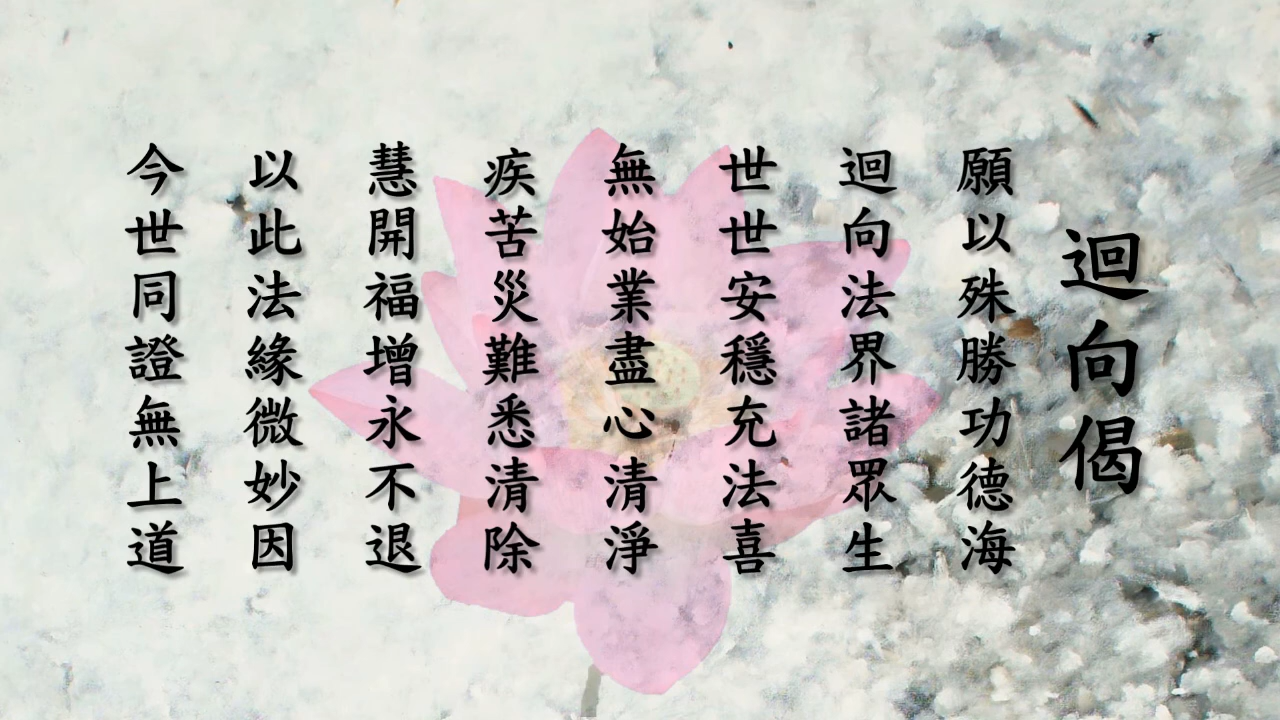 迴向偈
願以殊勝功德海
迴向法界諸眾生
世世安穩充法喜
無始業盡心清淨
疾苦災難悉清除
慧開福增永不退
以此法緣微妙因
今世同證無上道